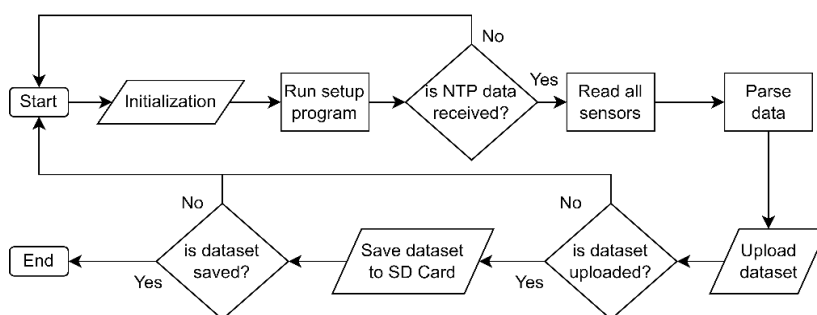 No
Start
Initialization
Run setup
program
is NTP data
received?
Yes
Read all
sensors
Parse
data
No
No
End
Yes
is dataset
saved?
Save dataset
to SD Card
Yes
is dataset
uploaded?
Upload
dataset